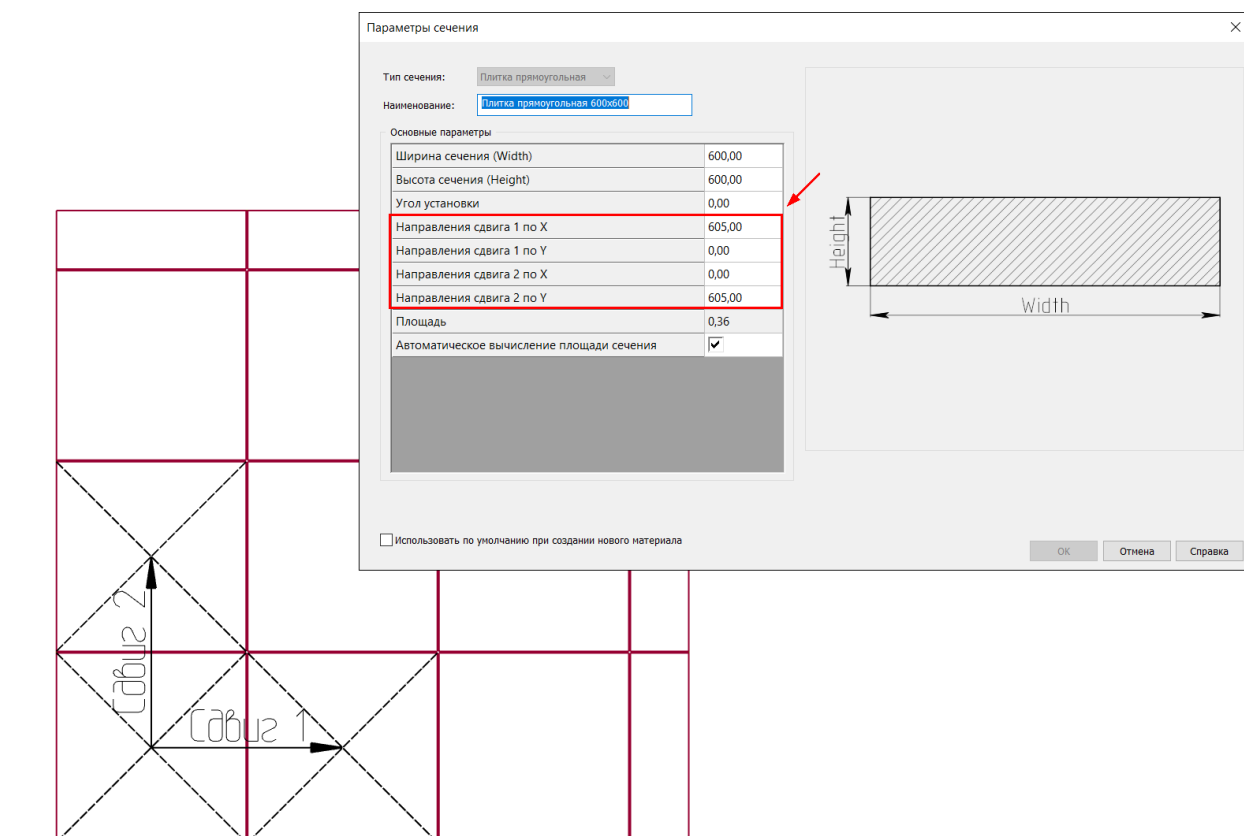 Параметры сечения
Тип сечения: Плитка прямоугольная
Наименование: Плитка прямоугольная 600x600
Основные параметры
Ширина сечения (Width) 600,00
Высота сечения (Height) 600,00
Угол установки 0,00
Направления сдвига 1 по X 605,00
Направления сдвига 1 по Y 0,00
Направления сдвига 2 по X 0,00
Направления сдвига 2 по Y 605,00
Площадь 0,36
Автоматическое вычисление площади сечения
Height
Width
Использовать по умолчанию при создании нового материала
ОК Отмена Справка
Сдвиг 2
Сдвиг 1